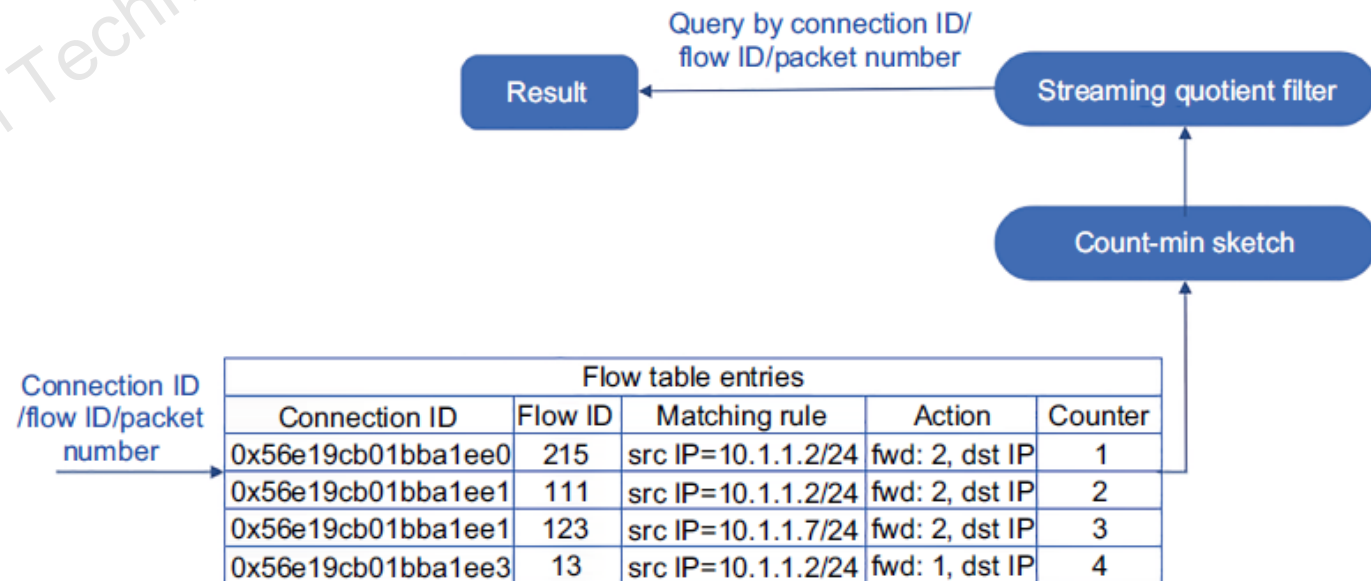 Techn
Query by connection ID/
flow ID/packet number
Result
Streaming quotient filter
Count-min sketch
Connection ID
/flow ID/packet
number
Flow table entries
Connection ID Flow ID Matching rule Action Counter
0x56e19cb01bba1ee0 215 src IP=10.1.1.2/24 fwd: 2, dst IP 1
0x56e19cb01bba1ee1 111 src IP=10.1.1.2/24 fwd: 2, dst IP 2
0x56e19cb01bba1ee1 123 src IP=10.1.1.7/24 fwd: 2, dst IP 3
0x56e19cb01bba1ee3 13 src IP=10.1.1.2/24 fwd: 1, dst IP 4